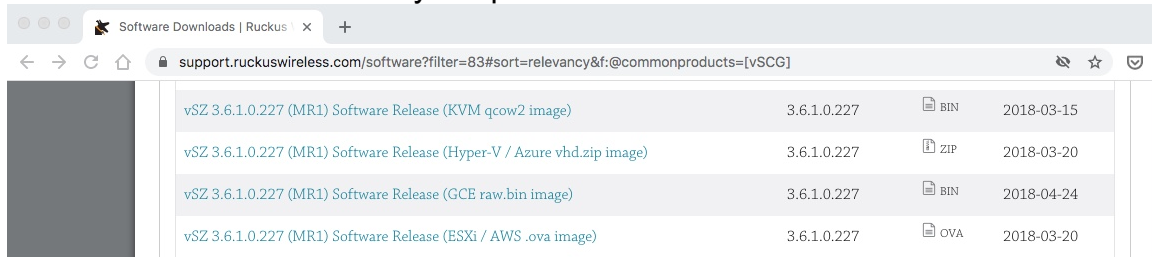 Software Downloads | Ruckus
support.ruckuswireless.com/software?filter=83#sort=relevancy&f:@commonproducts=[vSCG]
vSZ 3.6.1.0.227 (MR1) Software Release (KVM qcow2 image) 3.6.1.0.227 BIN 2018-03-15
vSZ 3.6.1.0.227 (MR1) Software Release (Hyper-V / Azure vhd.zip image) 3.6.1.0.227 ZIP 2018-03-20
vSZ 3.6.1.0.227 (MR1) Software Release (GCE raw.bin image) 3.6.1.0.227 BIN 2018-04-24
vSZ 3.6.1.0.227 (MR1) Software Release (ESXi / AWS .ova image) 3.6.1.0.227 OVA 2018-03-20